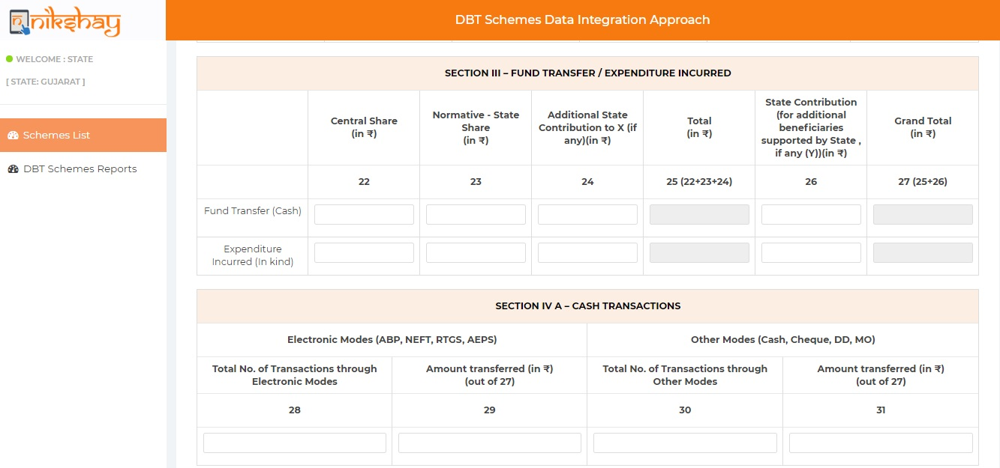 nikshay
DBT Schemes Data Integration Approach
WELCOME : STATE
[ STATE: GUJARAT ]
Schemes List
DBT Schemes Reports
SECTION III – FUND TRANSFER / EXPENDITURE INCURRED
Central Share
(in ₹)
Normative - State
Share
(in ₹)
Additional State
Contribution to X (if
any)(in ₹)
Total
(in ₹)
State Contribution
(for additional
beneficiaries
supported by State ,
if any (Y))(in ₹)
Grand Total
(in ₹)
22
23
24
25 (22+23+24)
26
27 (25+26)
Fund Transfer (Cash)
Expenditure
Incurred (In kind)
SECTION IV A – CASH TRANSACTIONS
Electronic Modes (ABP, NEFT, RTGS, AEPS)
Other Modes (Cash, Cheque, DD, MO)
Total No. of Transactions through
Electronic Modes
Amount transferred (in ₹)
(out of 27)
Total No. of Transactions through
Other Modes
Amount transferred (in ₹)
(out of 27)
28
29
30
31